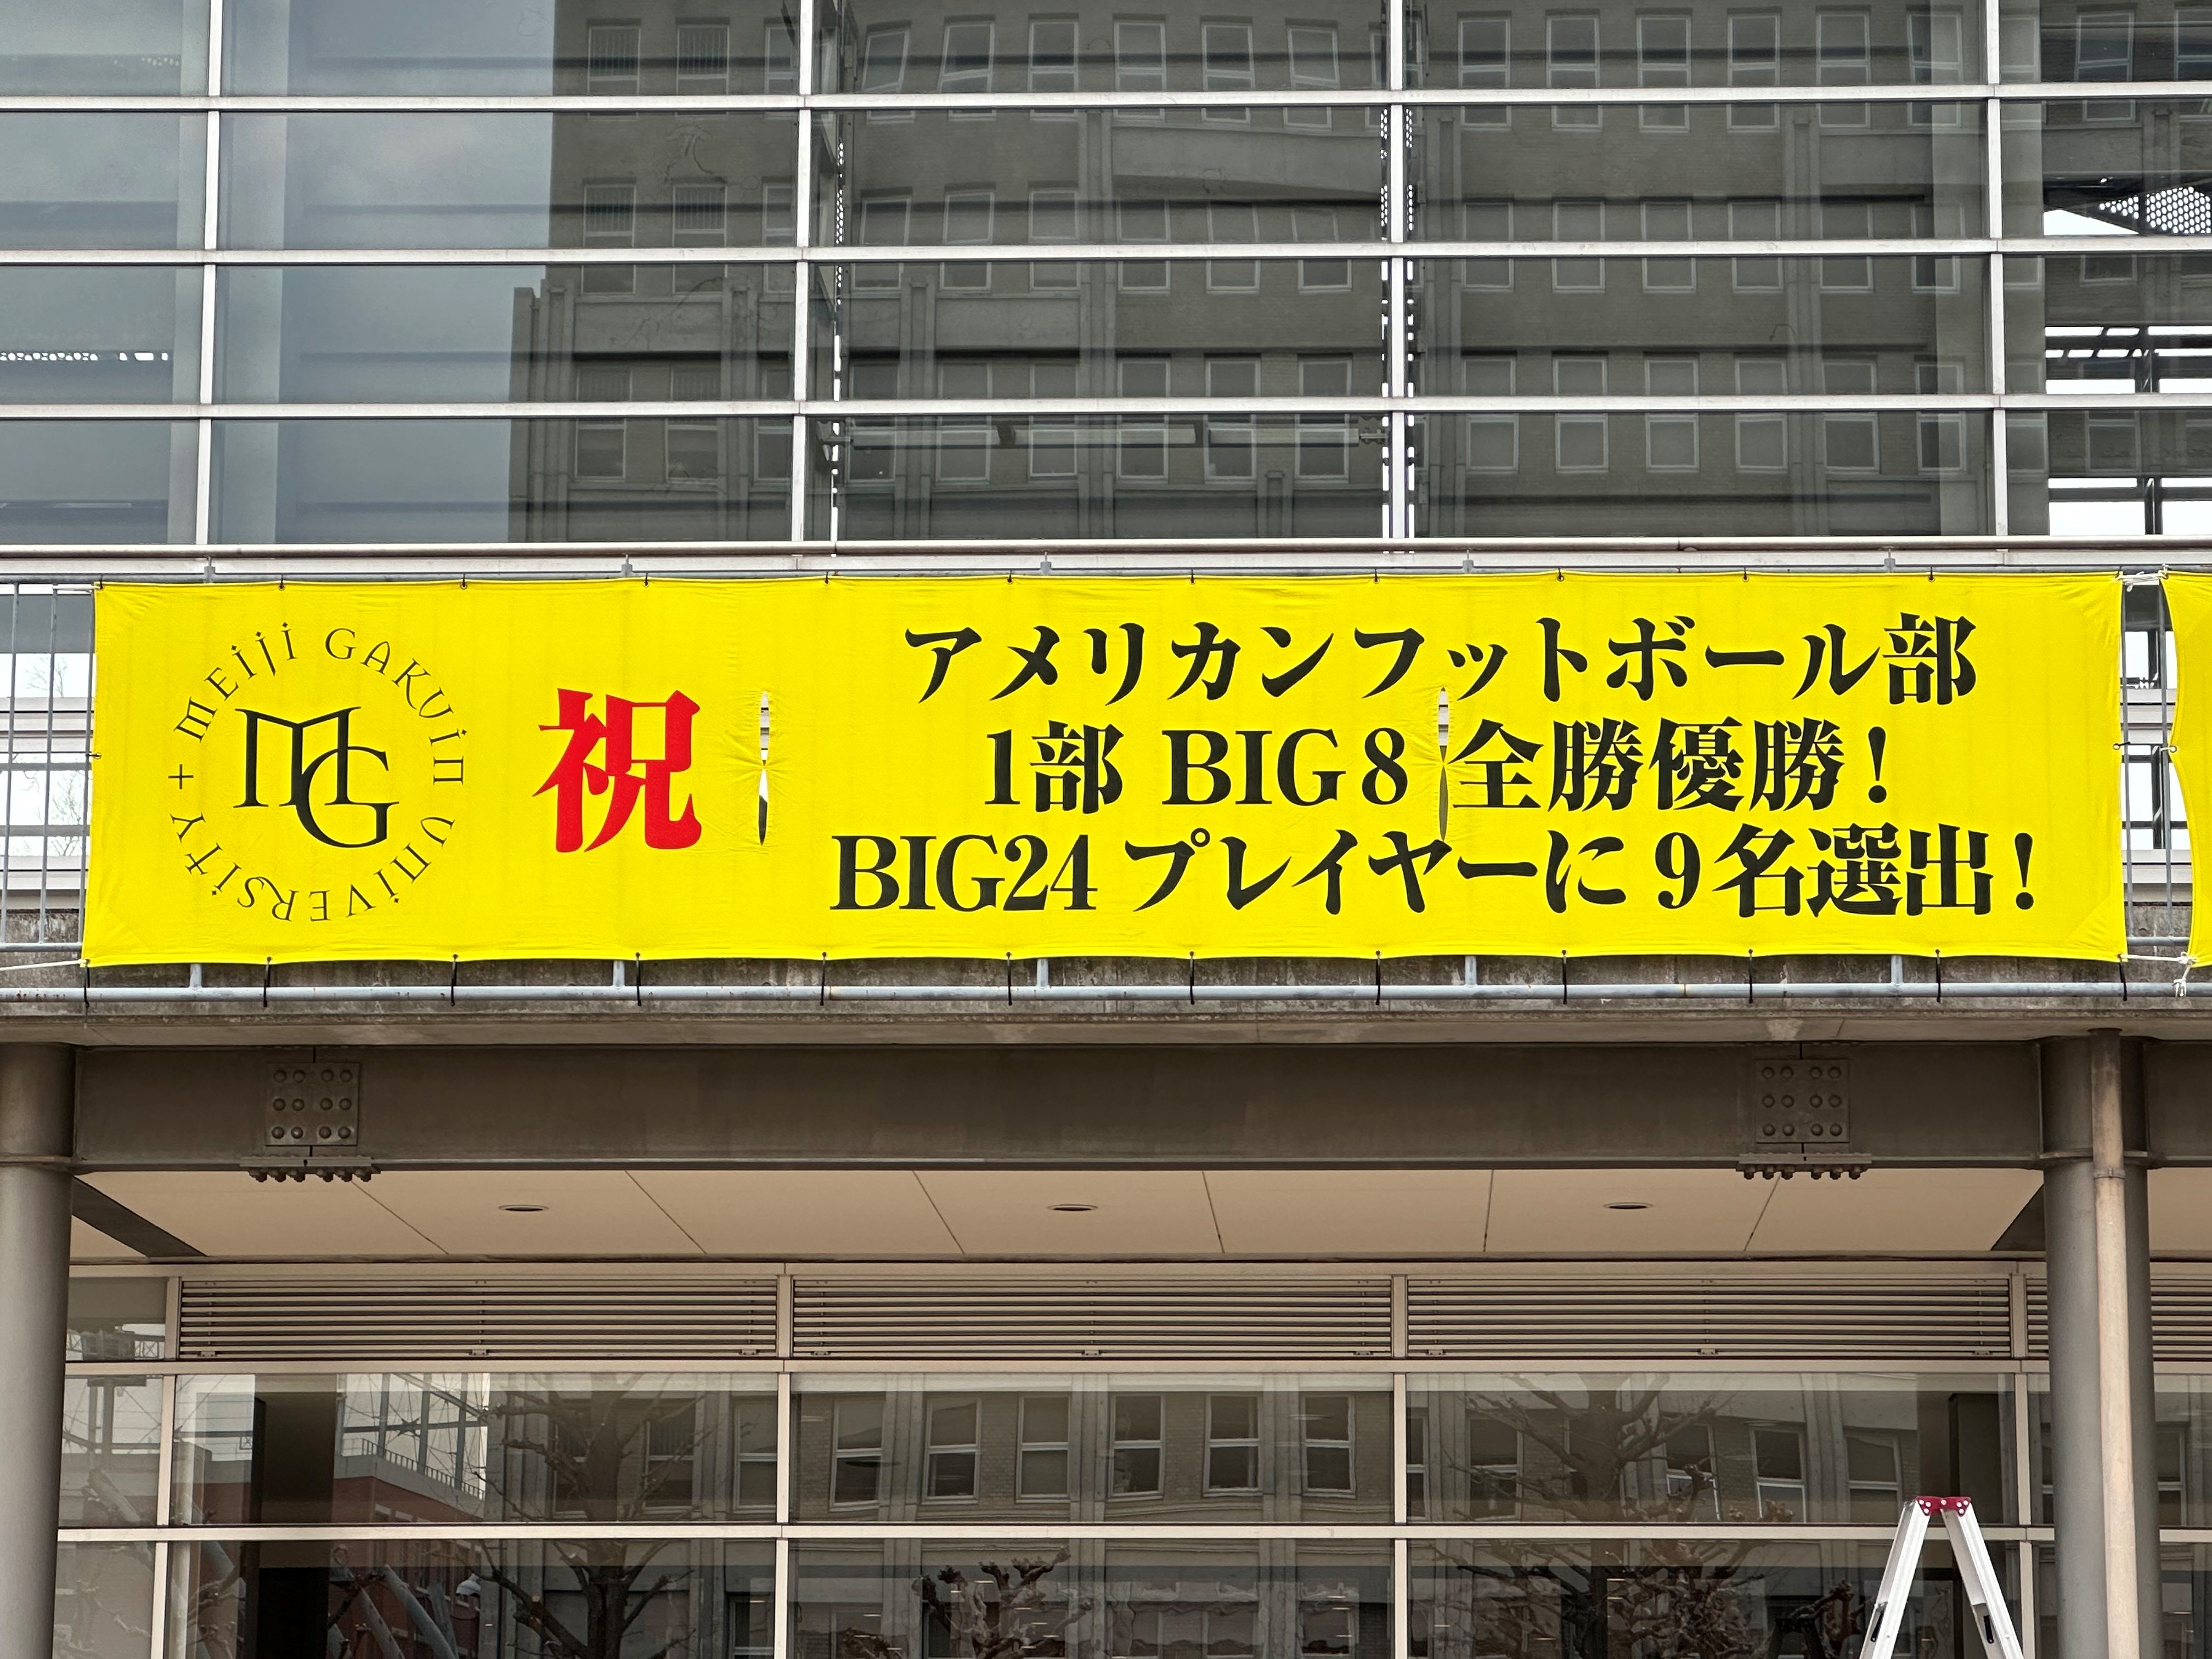 MEIJI GAKUIN UNIVERSITY
MG
祝
アメリカンフットボール部
1部 BIG8 全勝優勝！
BIG24 プレイヤーに 9名選出！